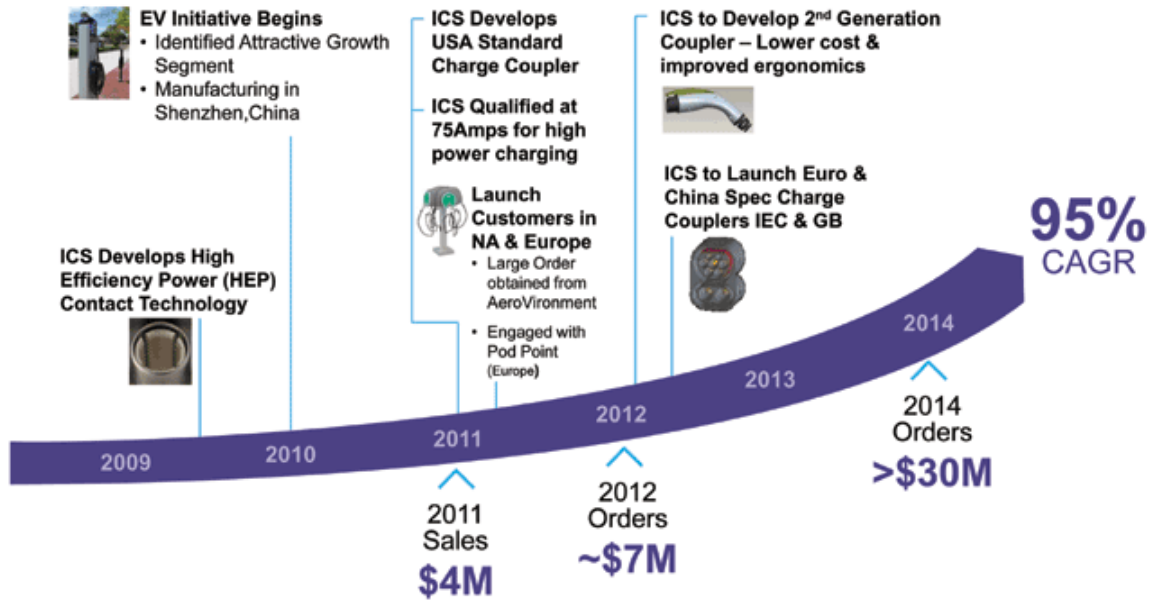 EV Initiative Begins
• Identified Attractive Growth
Segment
• Manufacturing in
Shenzhen,China
ICS Develops
USA Standard
Charge Coupler
ICS Qualified at
75Amps for high
power charging
Launch
Customers in
NA & Europe
• Large Order
obtained from
AeroVironment
• Engaged with
Pod Point
(Europe)
ICS to Develop 2nd Generation
Coupler – Lower cost &
improved ergonomics
ICS to Launch Euro &
China Spec Charge
Couplers IEC & GB
ICS Develops High
Efficiency Power (HEP)
Contact Technology
95%
CAGR
2009
2010
2011
2012
2013
2014
2011
Sales
$4M
2012
Orders
~$7M
2014
Orders
>$30M